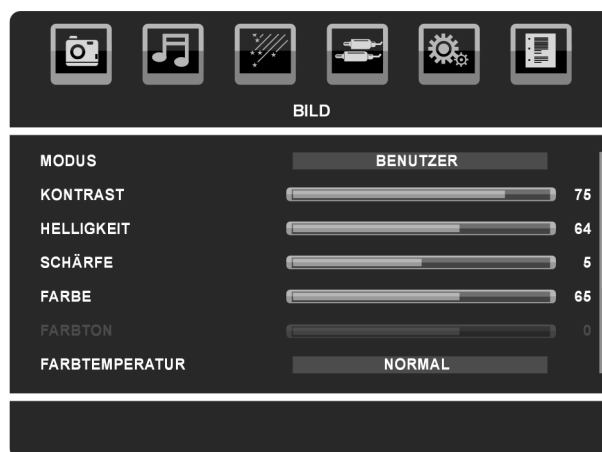 BILD
MODUS BENUTZER
KONTRAST 75
HELLIGKEIT 64
SCHÄRFE 5
FARBE 65
FARBTON 0
FARBTEMPERATUR NORMAL